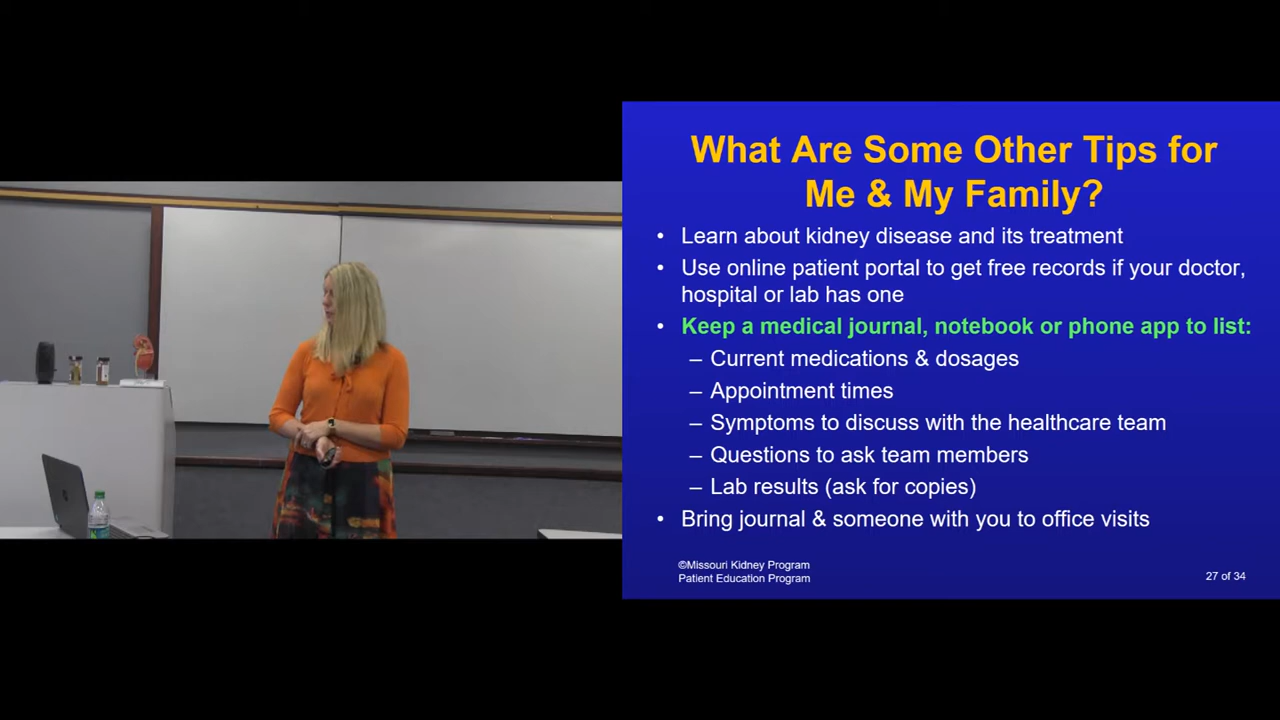 What Are Some Other Tips for
Me & My Family?
• Learn about kidney disease and its treatment
• Use online patient portal to get free records if your doctor,
hospital or lab has one
• Keep a medical journal, notebook or phone app to list:
– Current medications & dosages
– Appointment times
– Symptoms to discuss with the healthcare team
– Questions to ask team members
– Lab results (ask for copies)
• Bring journal & someone with you to office visits
©Missouri Kidney Program
Patient Education Program
27 of 34